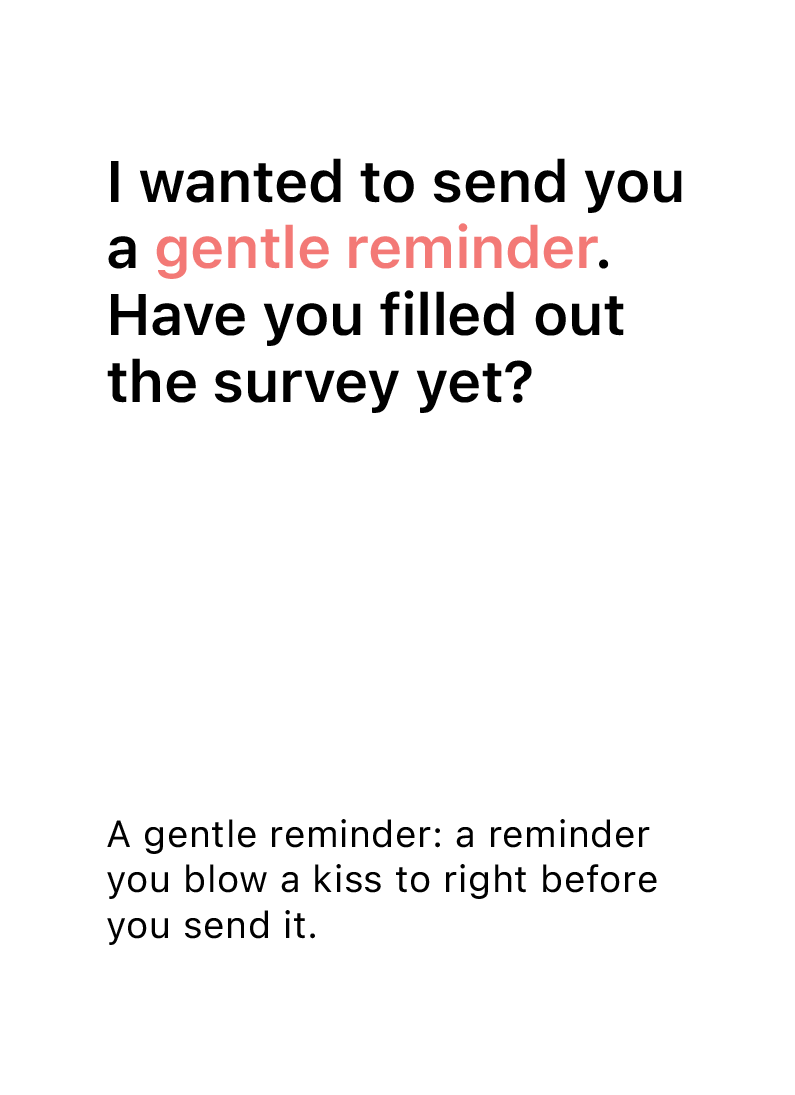 I wanted to send you
a gentle reminder.
Have you filled out
the survey yet?
A gentle reminder: a reminder
you blow a kiss to right before
you send it.